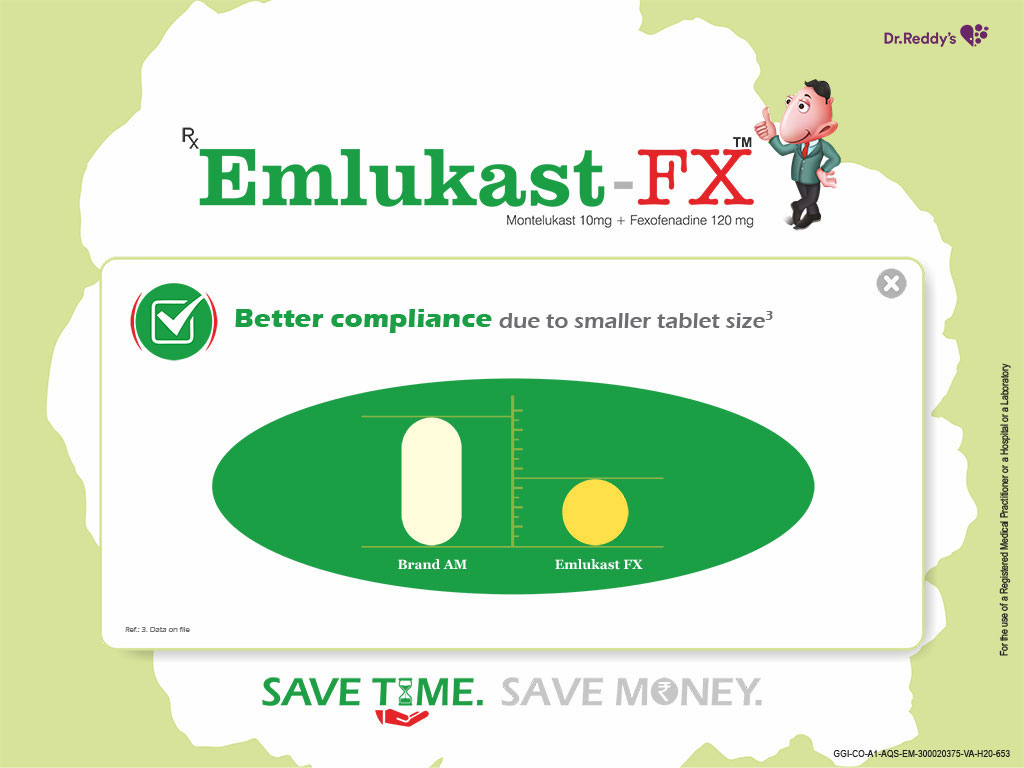 Dr.Reddy's
Rx
Emlukast-FX™
Montelukast 10mg + Fexofenadine 120 mg
Better compliance due to smaller tablet size³
Brand AM
Emlukast FX
Ref.: 3. Data on file
SAVE TIME. SAVE MONEY.
For the use of a Registered Medical Practitioner or a Hospital or a Laboratory
GGI-CO-A1-AQS-EM-300020375-VA-H20-653